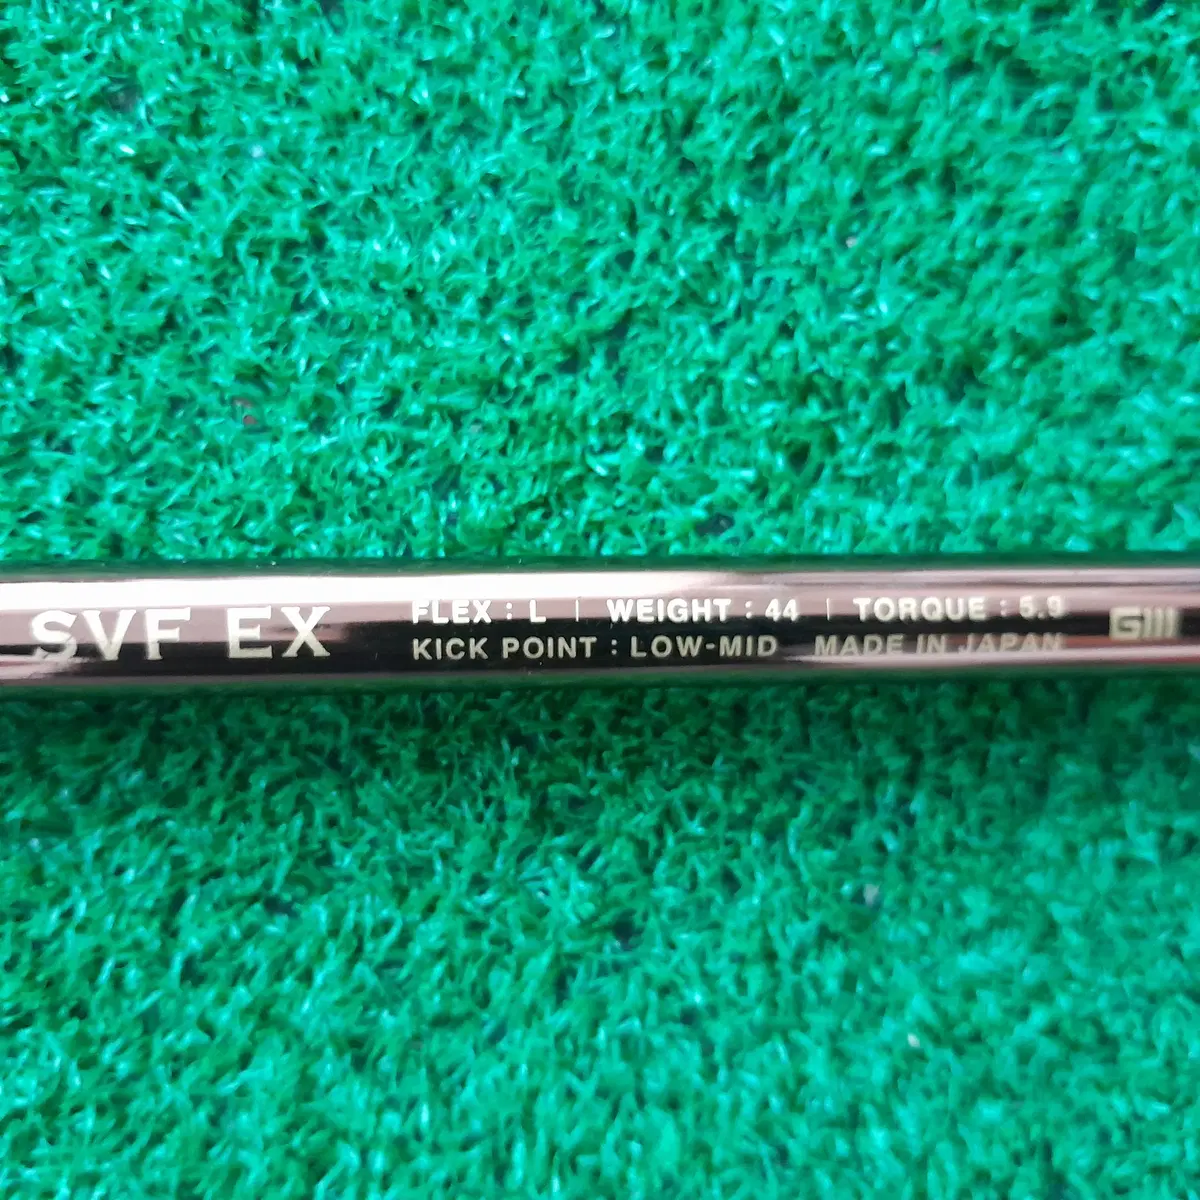 SVF EX
FLEX : L | WEIGHT : 44 | TORQUE : 5.9
KICK POINT : LOW-MID MADE IN JAPAN
GIII